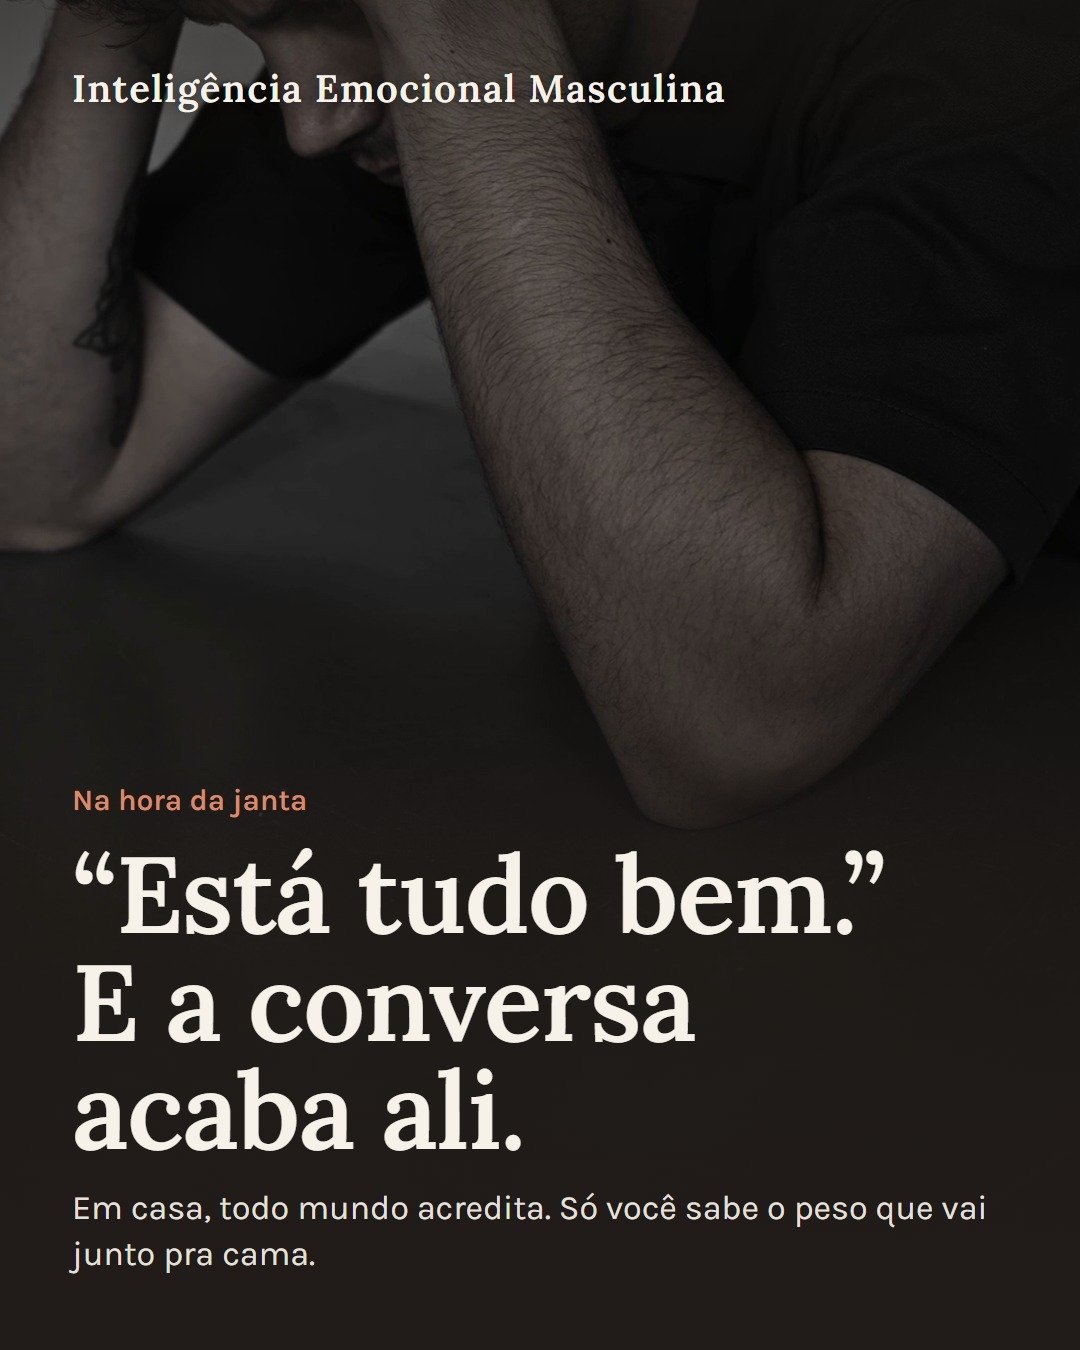 Inteligência Emocional Masculina
Na hora da janta
“Está tudo bem.”
E a conversa
acaba ali.
Em casa, todo mundo acredita. Só você sabe o peso que vai
junto pra cama.